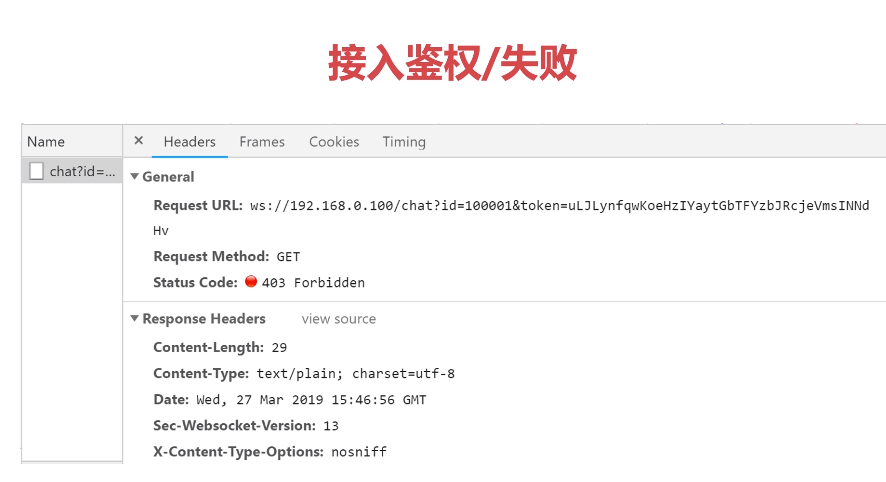 接入鉴权/失败
Name
× Headers Frames Cookies Timing
chat?id=...
General
Request URL: ws://192.168.0.100/chat?id=100001&token=uLJLynfqwKoeHzIYaytGbTFYzbJRcjeVmsINNd
Hv
Request Method: GET
Status Code: 403 Forbidden
Response Headers view source
Content-Length: 29
Content-Type: text/plain; charset=utf-8
Date: Wed, 27 Mar 2019 15:46:56 GMT
Sec-Websocket-Version: 13
X-Content-Type-Options: nosniff